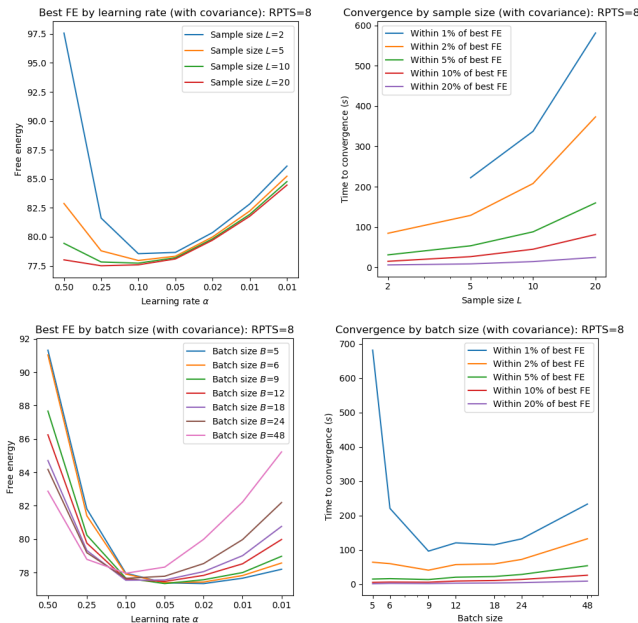 Best FE by learning rate (with covariance): RPTS=8
97.5
95.0
92.5
90.0
87.5
85.0
82.5
80.0
77.5
Free energy
Sample size L=2
Sample size L=5
Sample size L=10
Sample size L=20
0.50 0.25 0.10 0.05 0.02 0.01 0.01
Learning rate α
Convergence by sample size (with covariance): RPTS=8
600
500
400
300
200
100
0
Time to convergence (s)
Within 1% of best FE
Within 2% of best FE
Within 5% of best FE
Within 10% of best FE
Within 20% of best FE
2 5 10 20
Sample size L
Best FE by batch size (with covariance): RPTS=8
92
90
88
86
84
82
80
78
Free energy
Batch size B=5
Batch size B=6
Batch size B=9
Batch size B=12
Batch size B=18
Batch size B=24
Batch size B=48
0.50 0.25 0.10 0.05 0.02 0.01 0.01
Learning rate α
Convergence by batch size (with covariance): RPTS=8
700
600
500
400
300
200
100
0
Time to convergence (s)
Within 1% of best FE
Within 2% of best FE
Within 5% of best FE
Within 10% of best FE
Within 20% of best FE
5 6 9 12 18 24 48
Batch size